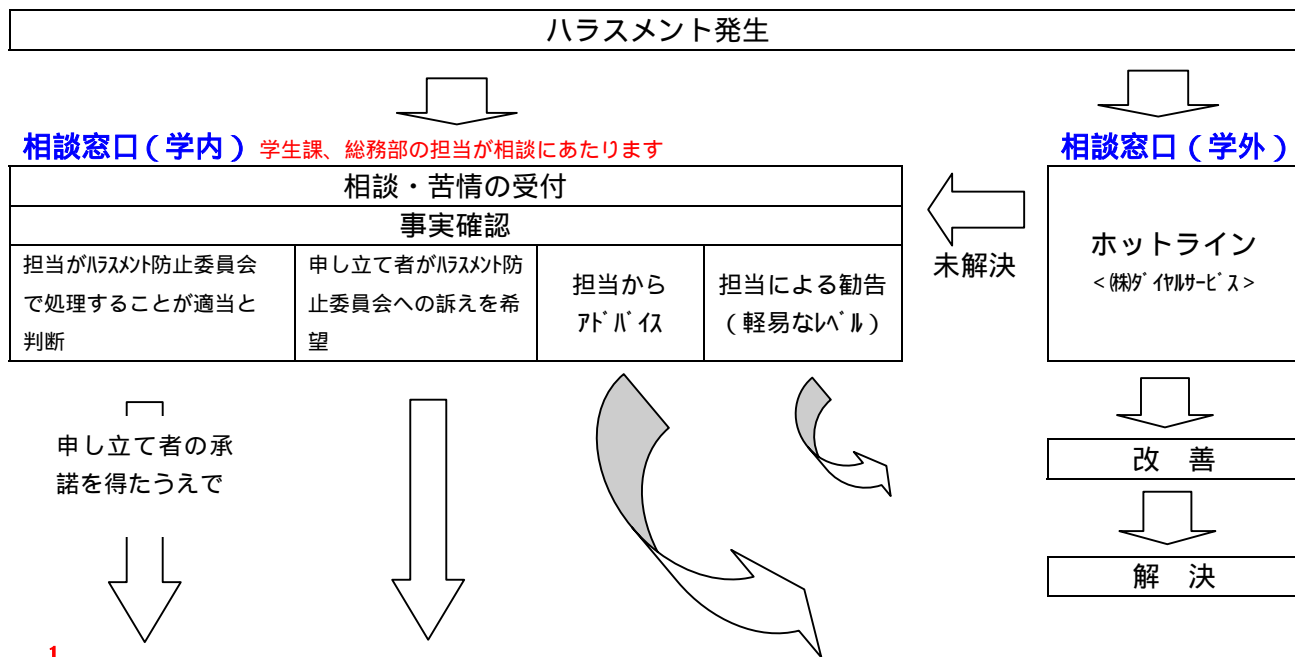 ハラスメント発生
相談窓口（学内） 学生課、総務部の担当が相談にあたります
相談窓口（学外）
相談・苦情の受付
事実確認
担当がﾊﾗｽﾒﾝﾄ防止委員会
で処理することが適当と
判断
申し立て者がﾊﾗｽﾒﾝﾄ防
止委員会への訴えを希
望
担当から
ｱﾄﾞﾊﾞｲｽ
担当による勧告
（軽易なﾚﾍﾞﾙ）
未解決
ホットライン
<㈱ﾀﾞｲﾔﾙｻｰﾋﾞｽ>
申し立て者の承
諾を得たうえで
改　善
解　決
1